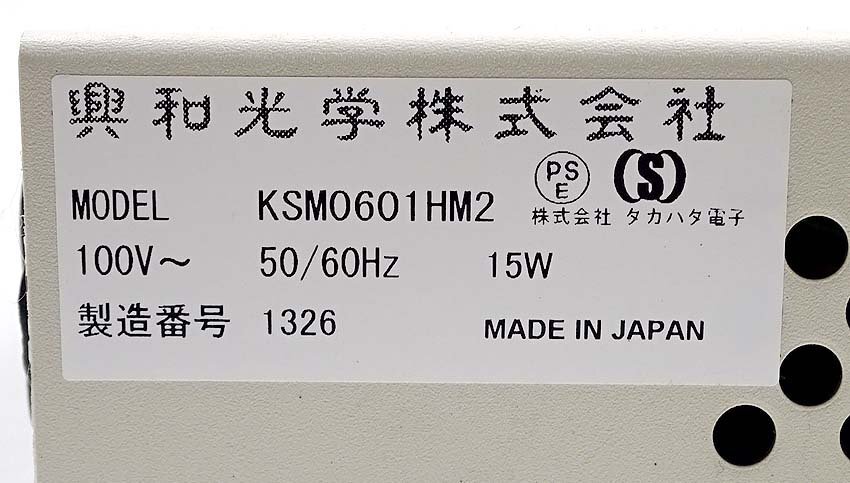 興和光学株式会社
PS
E
(S)
MODEL KSM0601HM2
株式会社 タカハタ電子
100V～ 50/60Hz 15W
製造番号 1326 MADE IN JAPAN